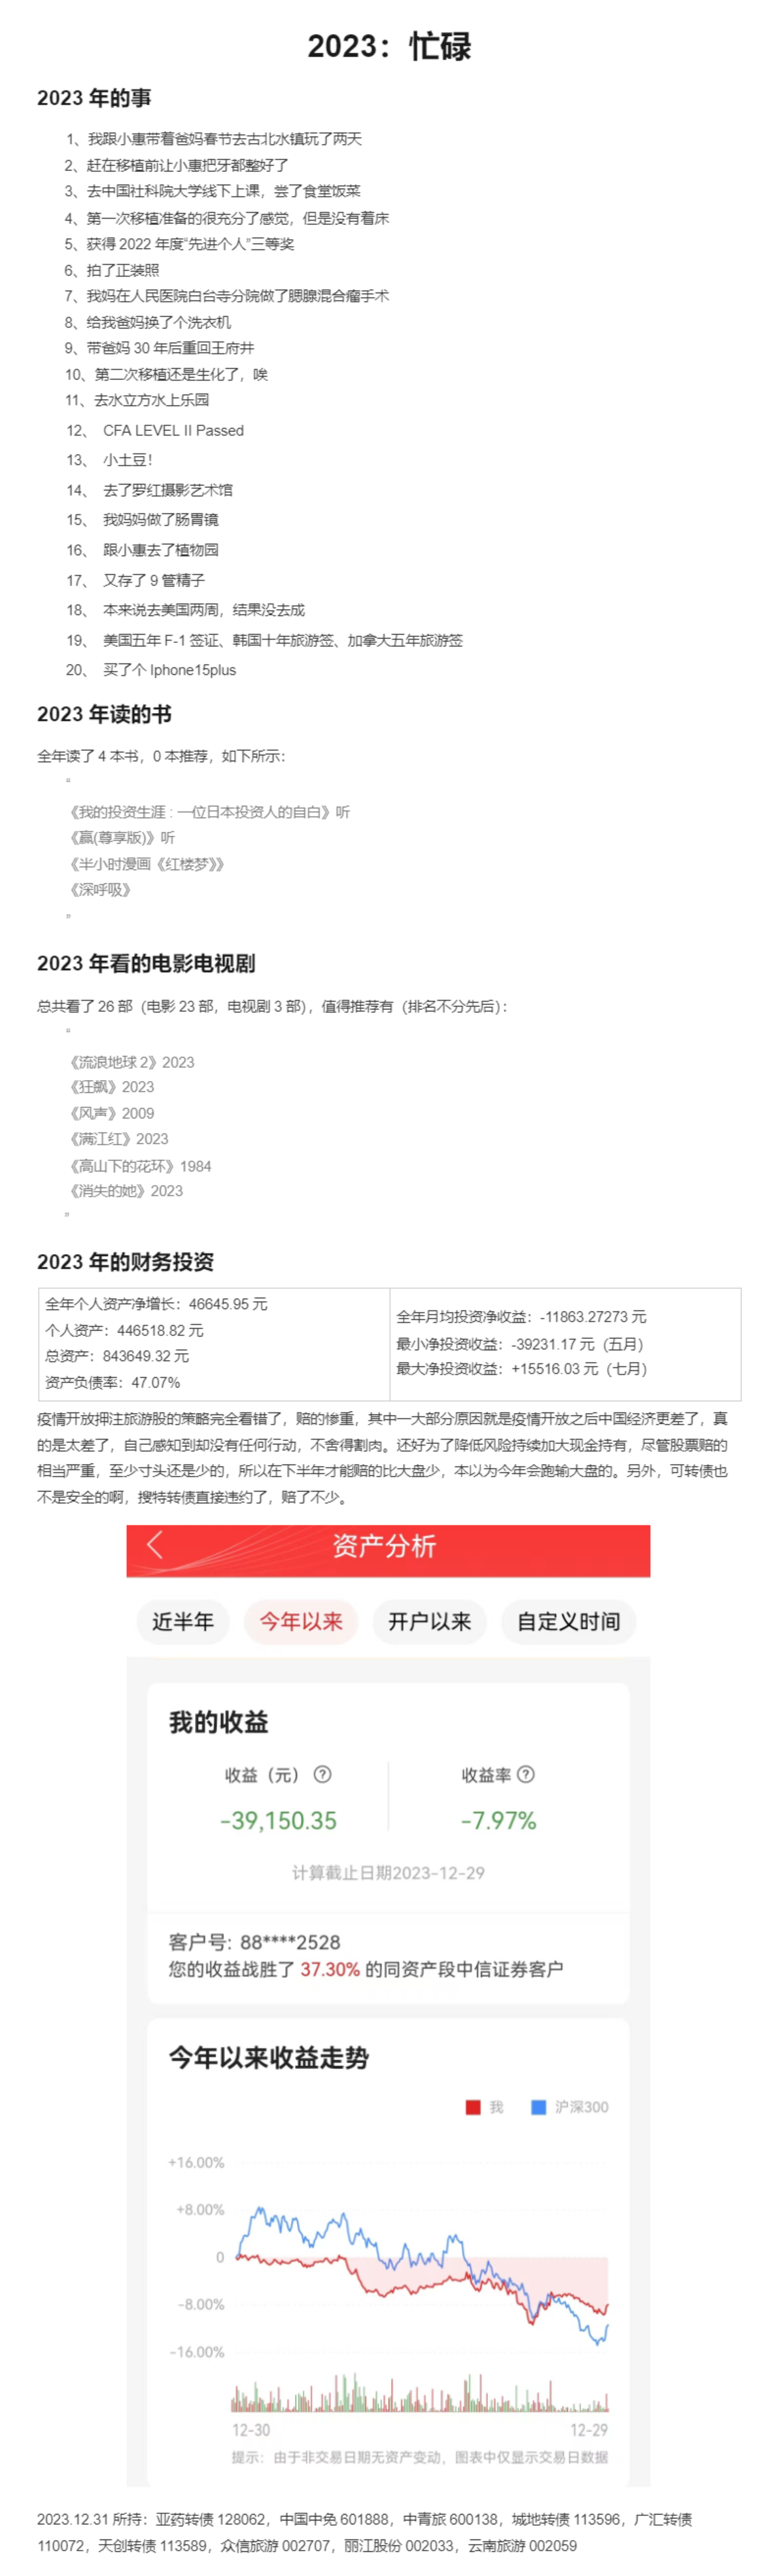 2023：忙碌
2023 年的事
1、我跟小惠带着爸妈春节去古北水镇玩了两天
2、赶在移植前让小惠把牙都整好了
3、去中国社科院大学线下上课，尝了食堂饭菜
4、第一次移植准备的很充分了感觉，但是没有着床
5、获得 2022 年度“先进个人”三等奖
6、拍了正装照
7、我妈在人民医院白台寺分院做了腮腺混合瘤手术
8、给我爸妈换了个洗衣机
9、带爸妈 30 年后重回王府井
10、第二次移植还是生化了，唉
11、去水立方水上乐园
12、 CFA LEVEL II Passed
13、 小土豆！
14、 去了罗红摄影艺术馆
15、 我妈妈做了肠胃镜
16、 跟小惠去了植物园
17、 又存了 9 管精子
18、 本来说去美国两周，结果没去成
19、 美国五年 F-1 签证、韩国十年旅游签、加拿大五年旅游签
20、 买了个 Iphone15plus
2023 年读的书
全年读了 4 本书，0 本推荐，如下所示：
“
《我的投资生涯 : 一位日本投资人的自白》听
《赢(尊享版)》听
《半小时漫画《红楼梦》》
《深呼吸》
”
2023 年看的电影电视剧
总共看了 26 部（电影 23 部，电视剧 3 部），值得推荐有（排名不分先后）：
“
《流浪地球 2》2023
《狂飙》2023
《风声》2009
《满江红》2023
《高山下的花环》1984
《消失的她》2023
”
2023 年的财务投资
全年个人资产净增长：46645.95 元
个人资产：446518.82 元
总资产：843649.32 元
资产负债率：47.07%
全年月均投资净收益：-11863.27273 元
最小净投资收益：-39231.17 元（五月）
最大净投资收益：+15516.03 元（七月）
疫情开放押注旅游股的策略完全看错了，赔的惨重，其中一大部分原因就是疫情开放之后中国经济更差了，真
的是太差了，自己感知到却没有任何行动，不舍得割肉。还好为了降低风险持续加大现金持有，尽管股票赔的
相当严重，至少寸头还是少的，所以在下半年才能赔的比大盘少，本以为今年会跑输大盘的。另外，可转债也
不是安全的啊，搜特转债直接违约了，赔了不少。
资产分析
近半年 今年以来 开户以来 自定义时间
我的收益
收益（元）? 收益率?
-39,150.35 -7.97%
计算截止日期2023-12-29
客户号: 88****2528
您的收益战胜了 37.30% 的同资产段中信证券客户
今年以来收益走势
我 沪深300
+16.00%
+8.00%
0
-8.00%
-16.00%
12-30 12-29
提示：由于非交易日期无资产变动，图表中仅显示交易日数据
2023.12.31 所持：亚药转债 128062，中国中免 601888，中青旅 600138，城地转债 113596，广汇转债
110072，天创转债 113589，众信旅游 002707，丽江股份 002033，云南旅游 002059